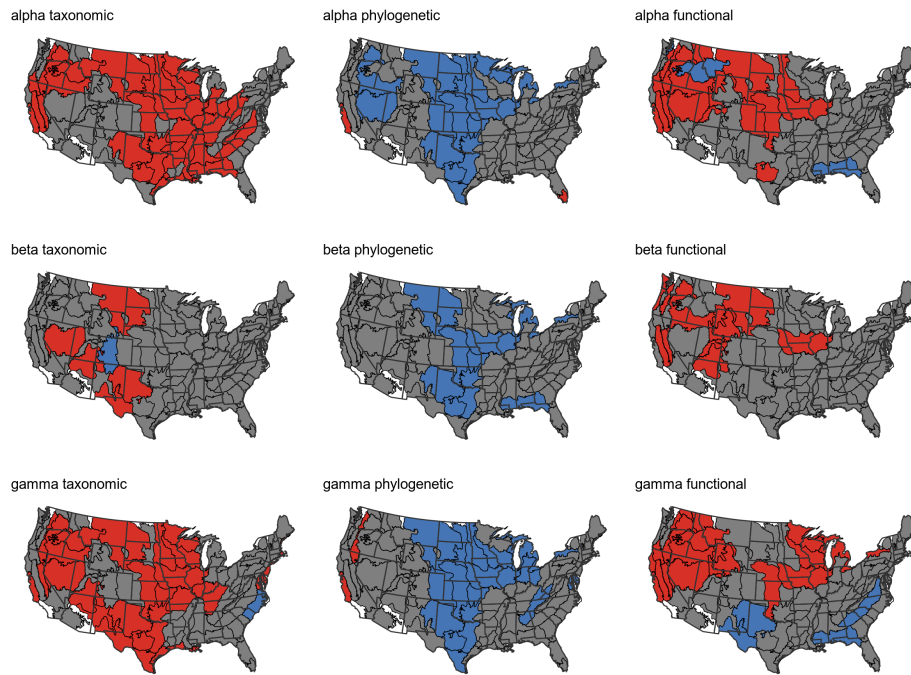 alpha taxonomic
alpha phylogenetic
alpha functional
beta taxonomic
beta phylogenetic
beta functional
gamma taxonomic
gamma phylogenetic
gamma functional